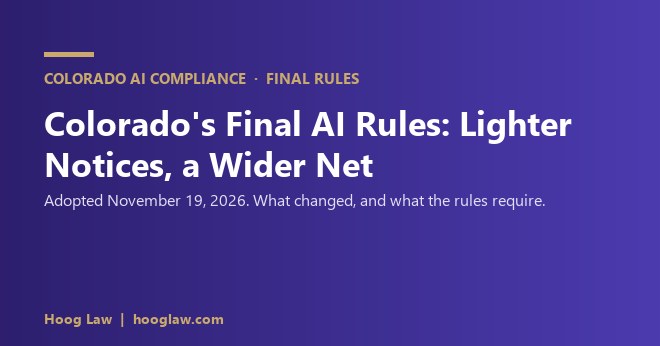 COLORADO AI COMPLIANCE · FINAL RULES
Colorado's Final AI Rules: Lighter
Notices, a Wider Net
Adopted November 19, 2026. What changed, and what the rules require.
Hoog Law | hooglaw.com